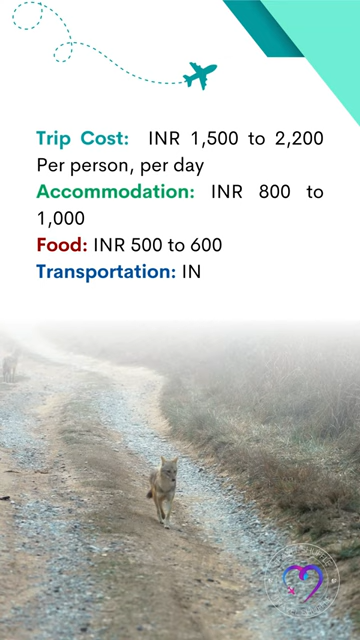 Trip Cost: INR 1,500 to 2,200
Per person, per day
Accommodation: INR 800 to
1,000
Food: INR 500 to 600
Transportation: IN